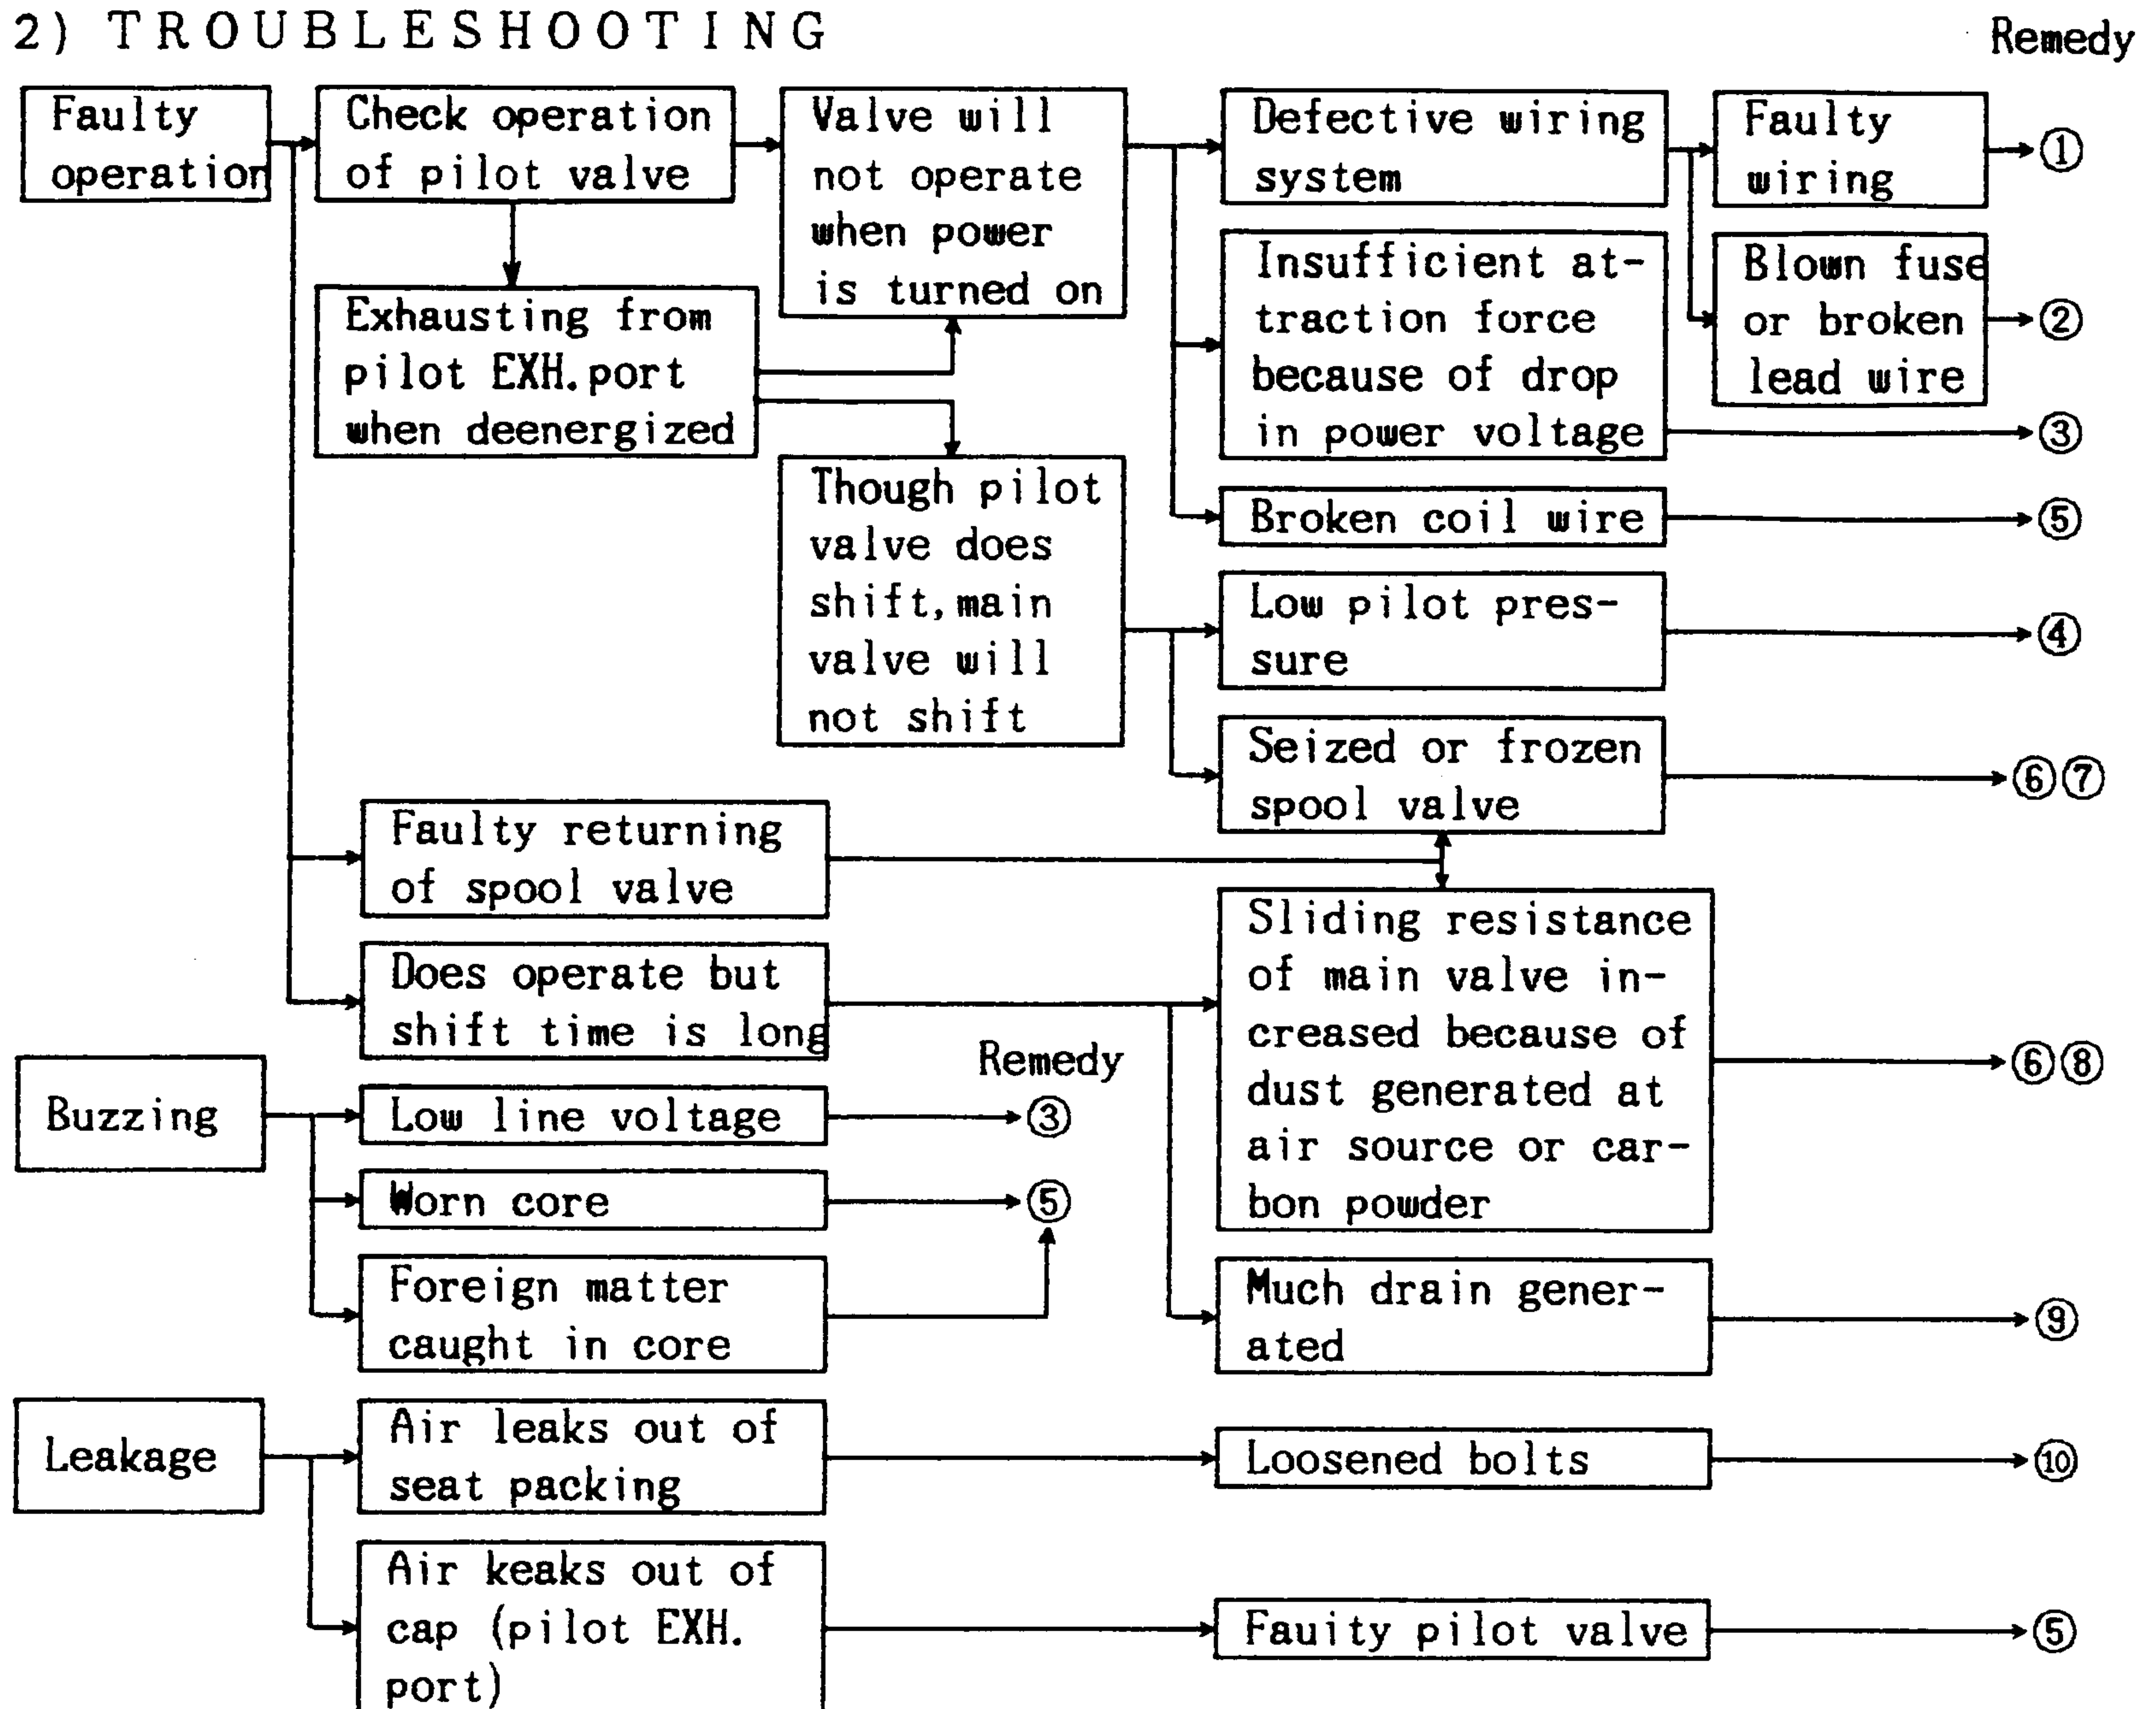 2) TROUBLESHOOTING
Remedy
Faulty
operation
Check operation
of pilot valve
Valve will
not operate
when power
is turned on
Defective wiring
system
Faulty
wiring
①
Exhausting from
pilot EXH.port
when deenergized
Insufficient at-
traction force
because of drop
in power voltage
Blown fuse
or broken
lead wire
②
③
Though pilot
valve does
shift,main
valve will
not shift
Broken coil wire
⑤
Low pilot pres-
sure
④
Seized or frozen
spool valve
⑥⑦
Faulty returning
of spool valve
Does operate but
shift time is long
Sliding resistance
of main valve in-
creased because of
dust generated at
air source or car-
bon powder
⑥⑧
Remedy
Buzzing
Low line voltage
③
Worn core
⑤
Foreign matter
caught in core
Much drain gener-
ated
⑨
Leakage
Air leaks out of
seat packing
Loosened bolts
⑩
Air keaks out of
cap (pilot EXH.
port)
Fauity pilot valve
⑤